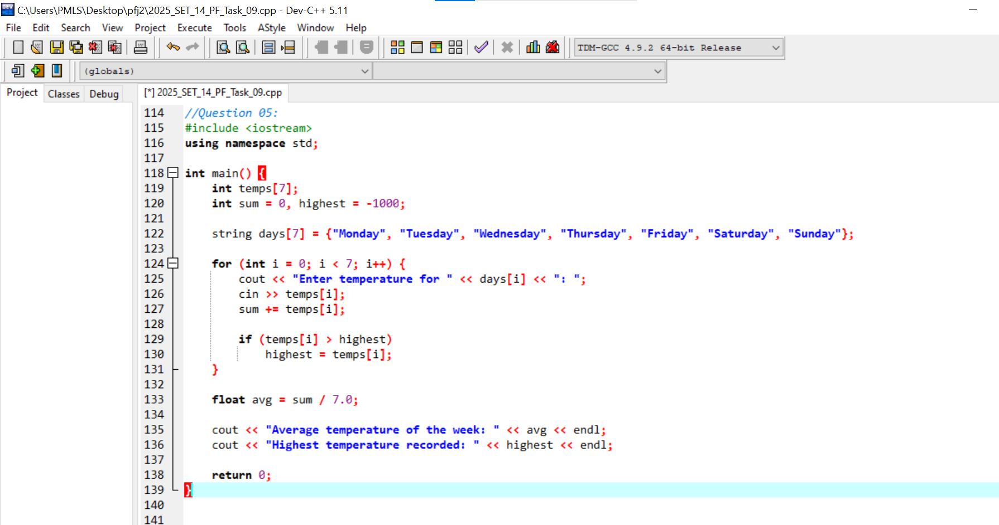 C:\Users\PMLS\Desktop\pfj2\2025_SET_14_PF_Task_09.cpp - Dev-C++ 5.11
File Edit Search View Project Execute Tools AStyle Window Help
TDM-GCC 4.9.2 64-bit Release
(globals)
Project Classes Debug [*] 2025_SET_14_PF_Task_09.cpp
114 //Question 05:
115 #include <iostream>
116 using namespace std;
117
118 int main() {
119     int temps[7];
120     int sum = 0, highest = -1000;
121
122     string days[7] = {"Monday", "Tuesday", "Wednesday", "Thursday", "Friday", "Saturday", "Sunday"};
123
124     for (int i = 0; i < 7; i++) {
125         cout << "Enter temperature for " << days[i] << ": ";
126         cin >> temps[i];
127         sum += temps[i];
128
129         if (temps[i] > highest)
130             highest = temps[i];
131     }
132
133     float avg = sum / 7.0;
134
135     cout << "Average temperature of the week: " << avg << endl;
136     cout << "Highest temperature recorded: " << highest << endl;
137
138     return 0;
139 }
140
141